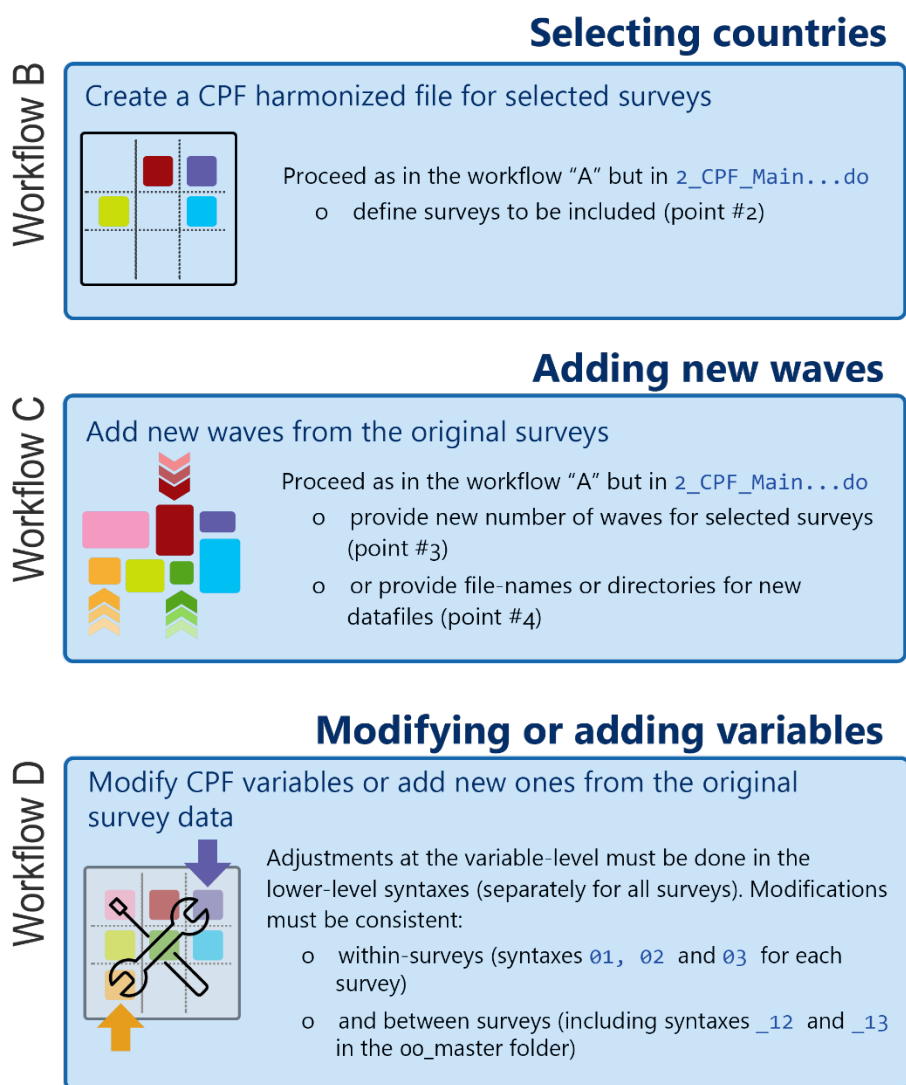 Selecting countries
Workflow B
Create a CPF harmonized file for selected surveys
Proceed as in the workflow “A” but in 2_CPF_Main...do
o define surveys to be included (point #2)
Adding new waves
Workflow C
Add new waves from the original surveys
Proceed as in the workflow “A” but in 2_CPF_Main...do
o provide new number of waves for selected surveys
(point #3)
o or provide file-names or directories for new
datafiles (point #4)
Modifying or adding variables
Workflow D
Modify CPF variables or add new ones from the original
survey data
Adjustments at the variable-level must be done in the
lower-level syntaxes (separately for all surveys). Modifications
must be consistent:
o within-surveys (syntaxes 01, 02 and 03 for each
survey)
o and between surveys (including syntaxes _12 and _13
in the 00_master folder)